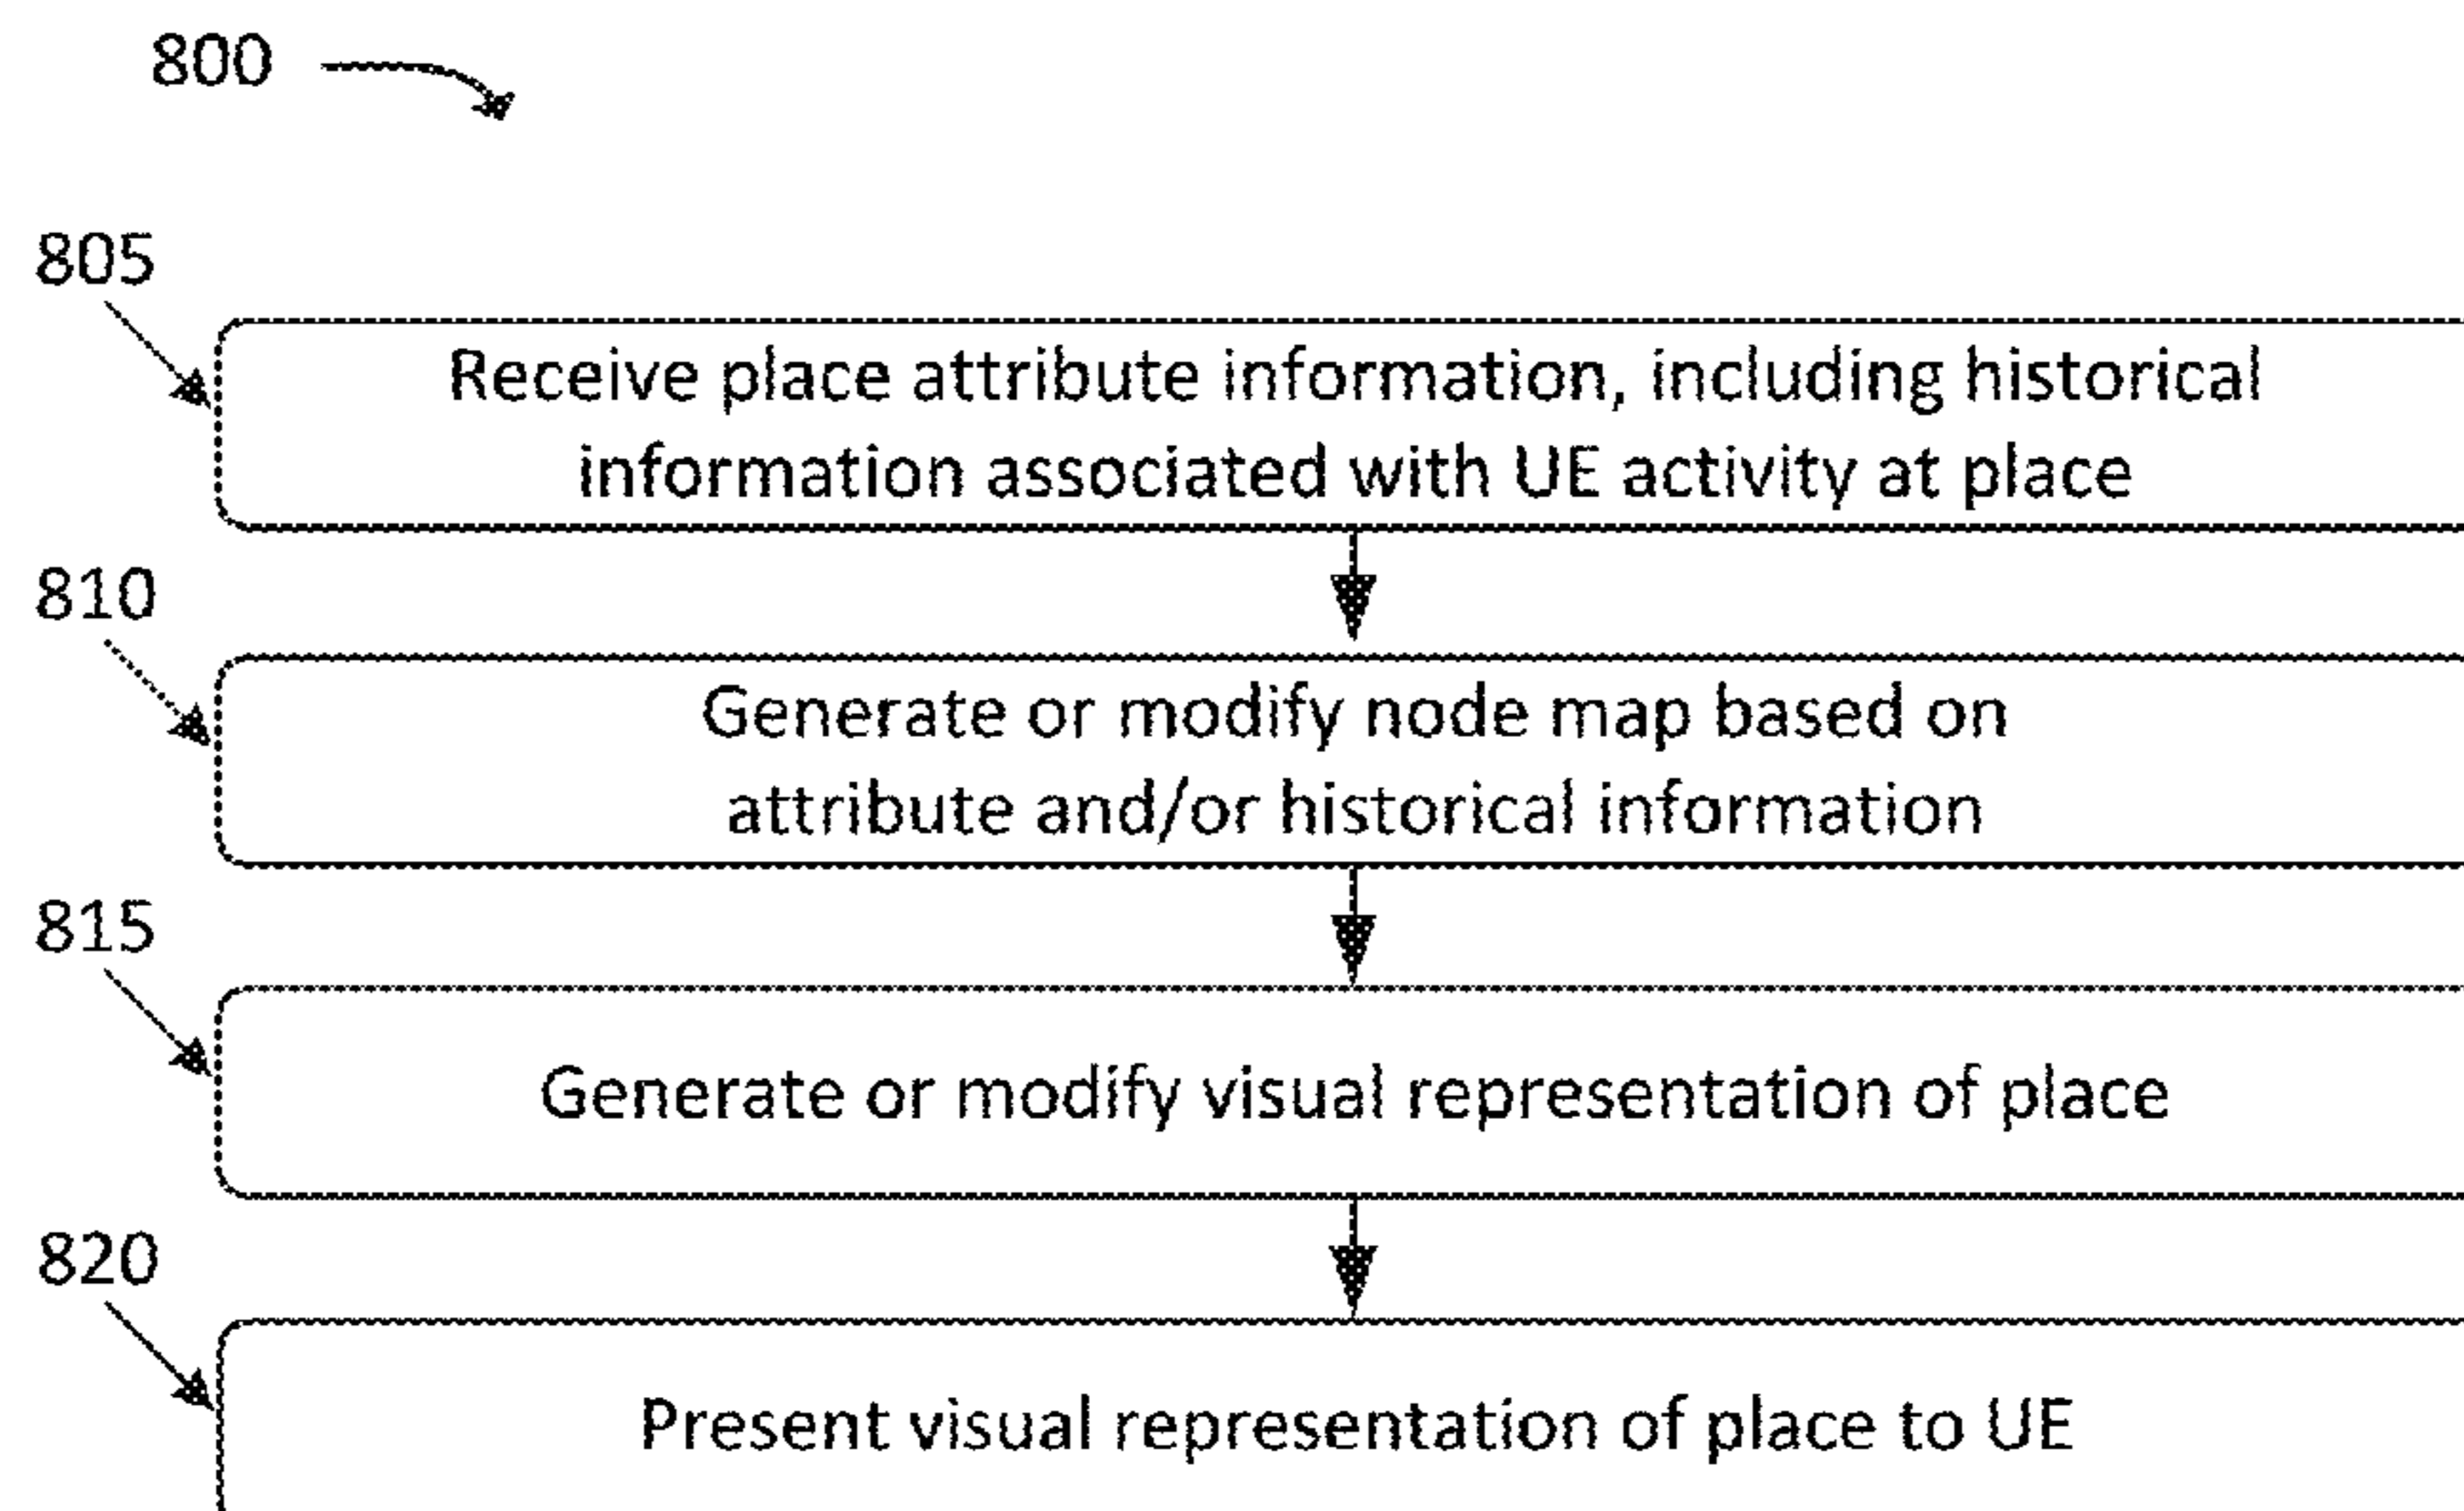 800
805
Receive place attribute information, including historical
information associated with UE activity at place
810
Generate or modify node map based on
attribute and/or historical information
815
Generate or modify visual representation of place
820
Present visual representation of place to UE